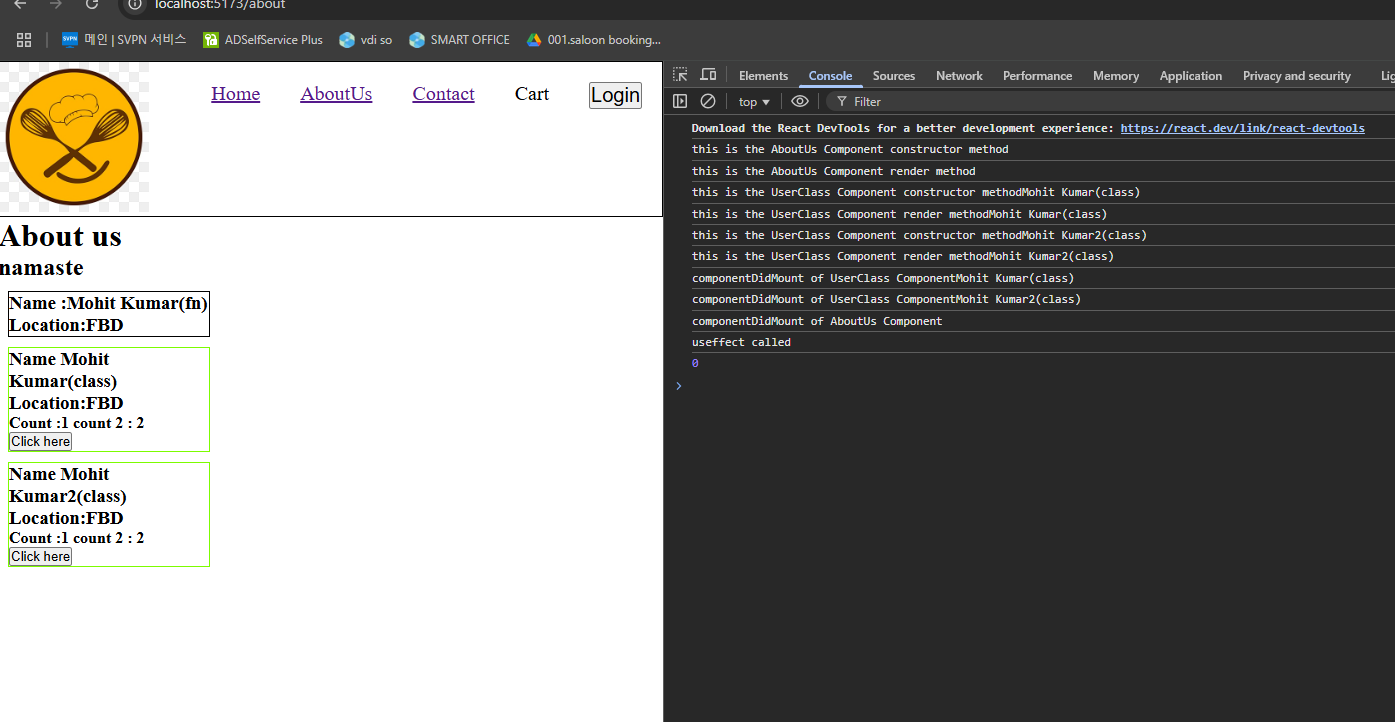 localhost:5173/about
SVPN 메인 | SVPN 서비스 ADSelfService Plus vdi so SMART OFFICE 001.saloon booking...
Home AboutUs Contact Cart Login
About us
namaste
Name :Mohit Kumar(fn)
Location:FBD
Name Mohit
Kumar(class)
Location:FBD
Count :1 count 2 : 2
Click here
Name Mohit
Kumar2(class)
Location:FBD
Count :1 count 2 : 2
Click here
Elements Console Sources Network Performance Memory Application Privacy and security Lig
top Filter
Download the React DevTools for a better development experience: https://react.dev/link/react-devtools
this is the AboutUs Component constructor method
this is the AboutUs Component render method
this is the UserClass Component constructor methodMohit Kumar(class)
this is the UserClass Component render methodMohit Kumar(class)
this is the UserClass Component constructor methodMohit Kumar2(class)
this is the UserClass Component render methodMohit Kumar2(class)
componentDidMount of UserClass ComponentMohit Kumar(class)
componentDidMount of UserClass ComponentMohit Kumar2(class)
componentDidMount of AboutUs Component
useffect called
0